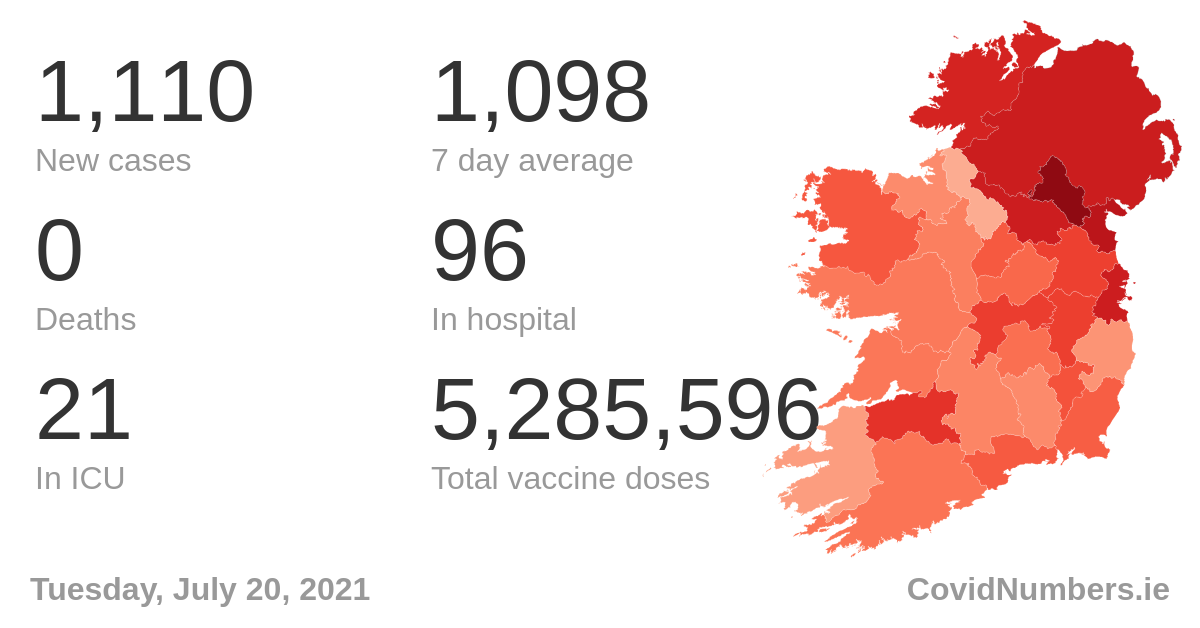 1,110
New cases
1,098
7 day average
0
Deaths
96
In hospital
21
In ICU
5,285,596
Total vaccine doses
Tuesday, July 20, 2021
CovidNumbers.ie